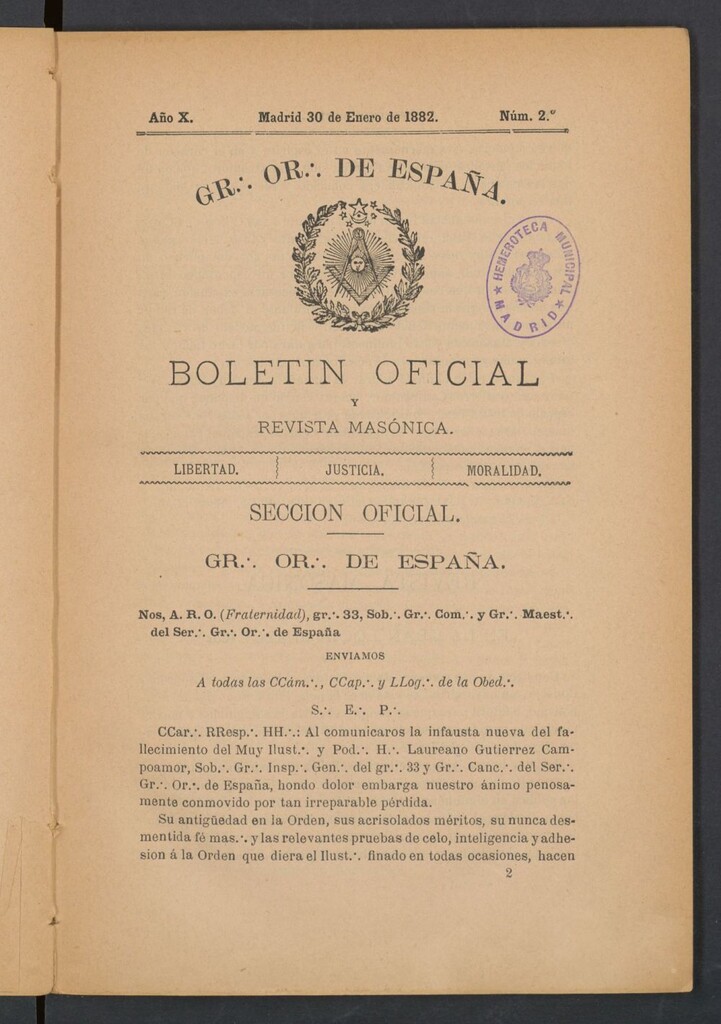 Año X. Madrid 30 de Enero de 1882. Núm. 2.º
GR.·. OR.·. DE ESPAÑA.
HEMEROTECA MUNICIPAL
★ MADRID ★
BOLETIN OFICIAL
Y
REVISTA MASÓNICA.
LIBERTAD. JUSTICIA. MORALIDAD.
SECCION OFICIAL.
GR.·. OR.·. DE ESPAÑA.
Nos, A. R. O. (Fraternidad), gr.·. 33, Sob.·. Gr.·. Com.·. y Gr.·. Maest.·.
del Ser.·. Gr.·. Or.·. de España
ENVIAMOS
A todas las CCám.·., CCap.·. y LLog.·. de la Obed.·.
S.·. E.·. P.·.
CCar.·. RResp.·. HH.·.: Al comunicaros la infausta nueva del fa-
llecimiento del Muy Ilust.·. y Pod.·. H.·. Laureano Gutierrez Cam-
poamor, Sob.·. Gr.·. Insp.·. Gen.·. del gr.·. 33 y Gr.·. Canc.·. del Ser.·.
Gr.·. Or.·. de España, hondo dolor embarga nuestro ánimo penosa-
mente conmovido por tan irreparable pérdida.
Su antigüedad en la Orden, sus acrisolados méritos, su nunca des-
mentida fé mas.·. y las relevantes pruebas de celo, inteligencia y adhe-
sion á la Orden que diera el Ilust.·. finado en todas ocasiones, hacen
2